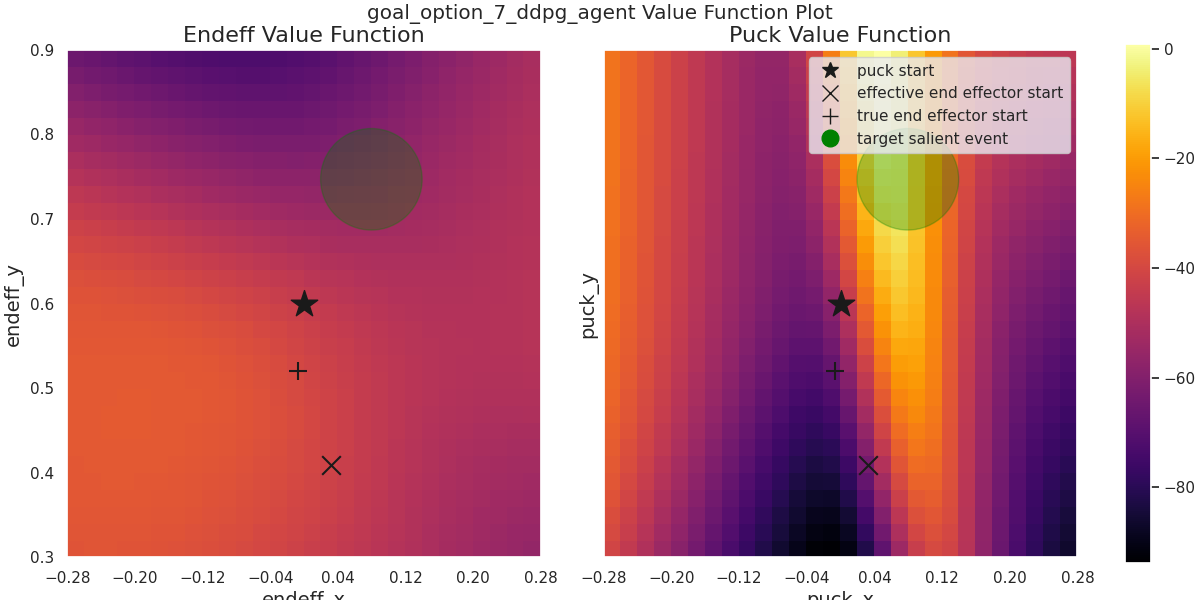 goal_option_7_ddpg_agent Value Function Plot
Endeff Value Function
Puck Value Function
0.9
0.8
0.7
0.6
0.5
0.4
0.3
endeff_y
−0.28
−0.20
−0.12
−0.04
0.04
0.12
0.20
0.28
endeff_x
puck start
effective end effector start
true end effector start
target salient event
puck_y
−0.28
−0.20
−0.12
−0.04
0.04
0.12
0.20
0.28
puck_x
0
−20
−40
−60
−80